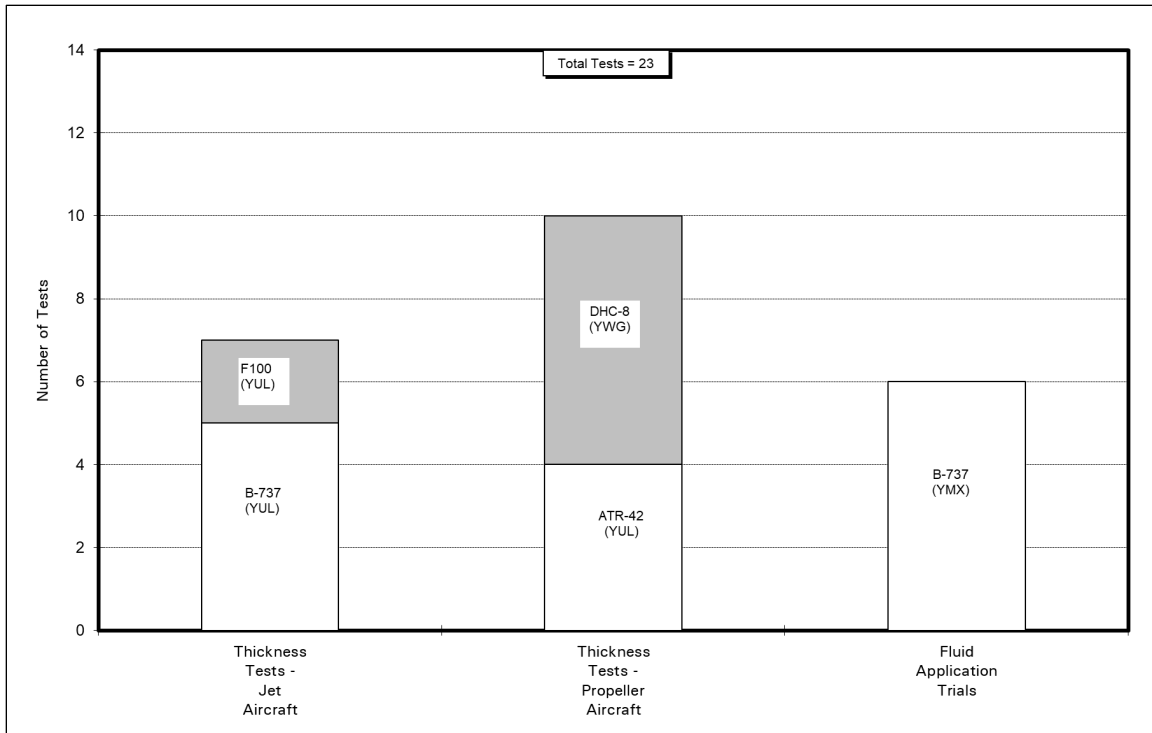 Total Tests = 23
Number of Tests
14
12
10
8
6
4
2
0
F100
(YUL)
B-737
(YUL)
DHC-8
(YWG)
ATR-42
(YUL)
B-737
(YMX)
Thickness
Tests -
Jet
Aircraft
Thickness
Tests -
Propeller
Aircraft
Fluid
Application
Trials